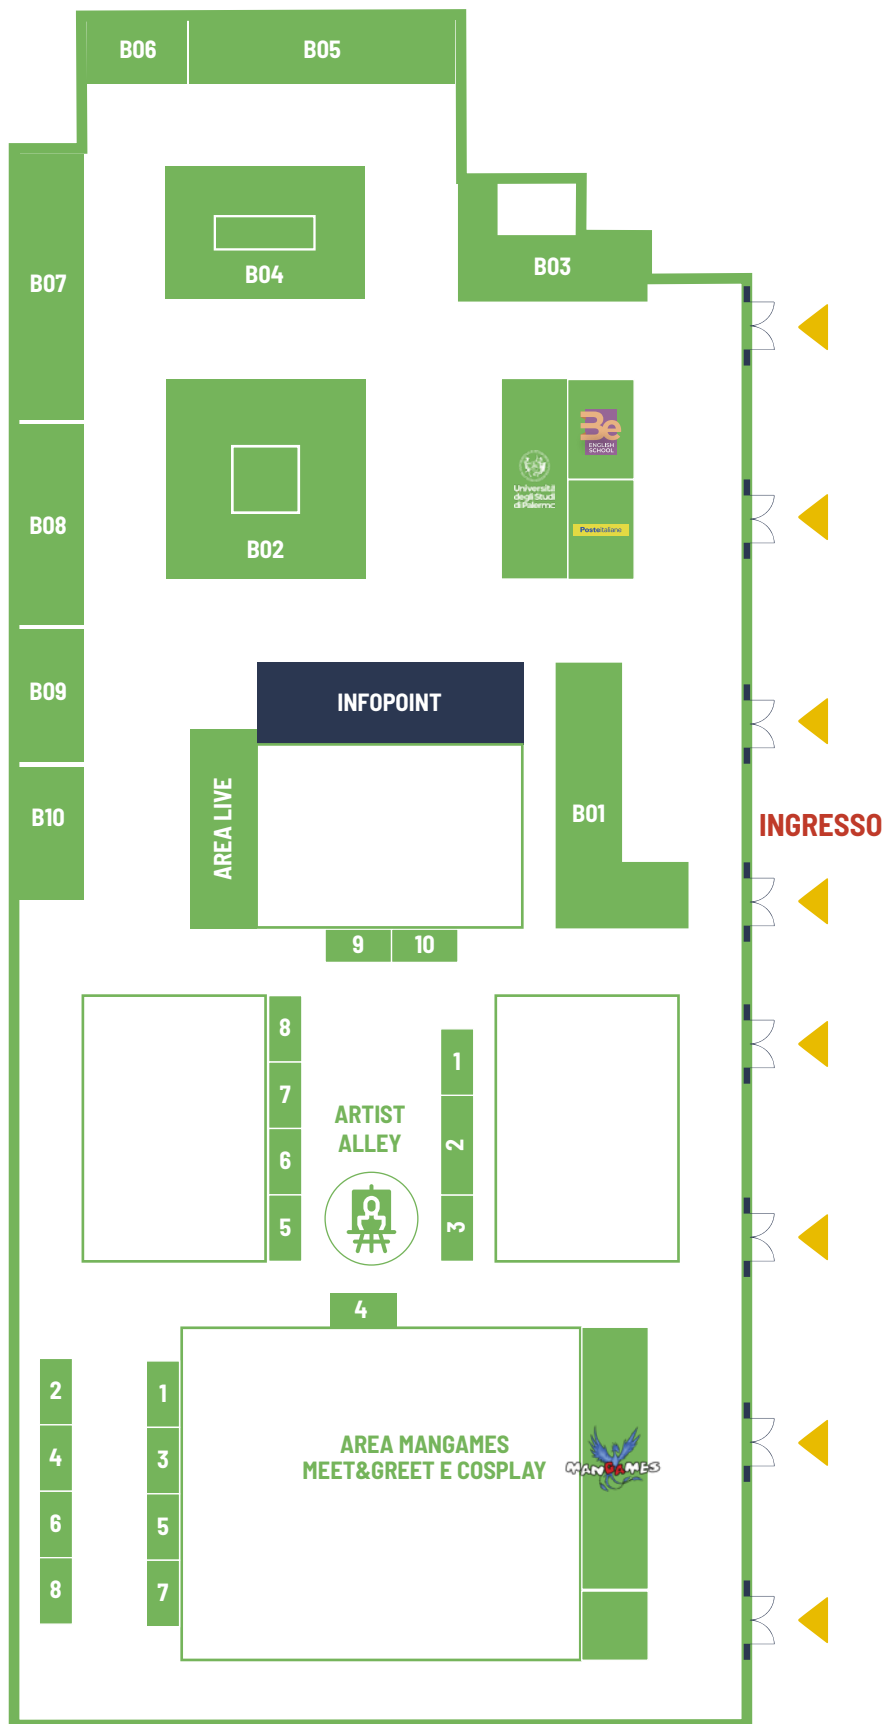 B06
B05
B07
B04
B03
Be
ENGLISH
SCHOOL
Università
degli Studi
di Palermo
Posteitaliane
B08
B02
B09
INFOPOINT
B10
AREA LIVE
B01
INGRESSO
9
10
8
7
6
5
1
2
3
ARTIST
ALLEY
4
2
4
6
8
1
3
5
7
AREA MANGAMES
MEET&GREET E COSPLAY
MANGAMES